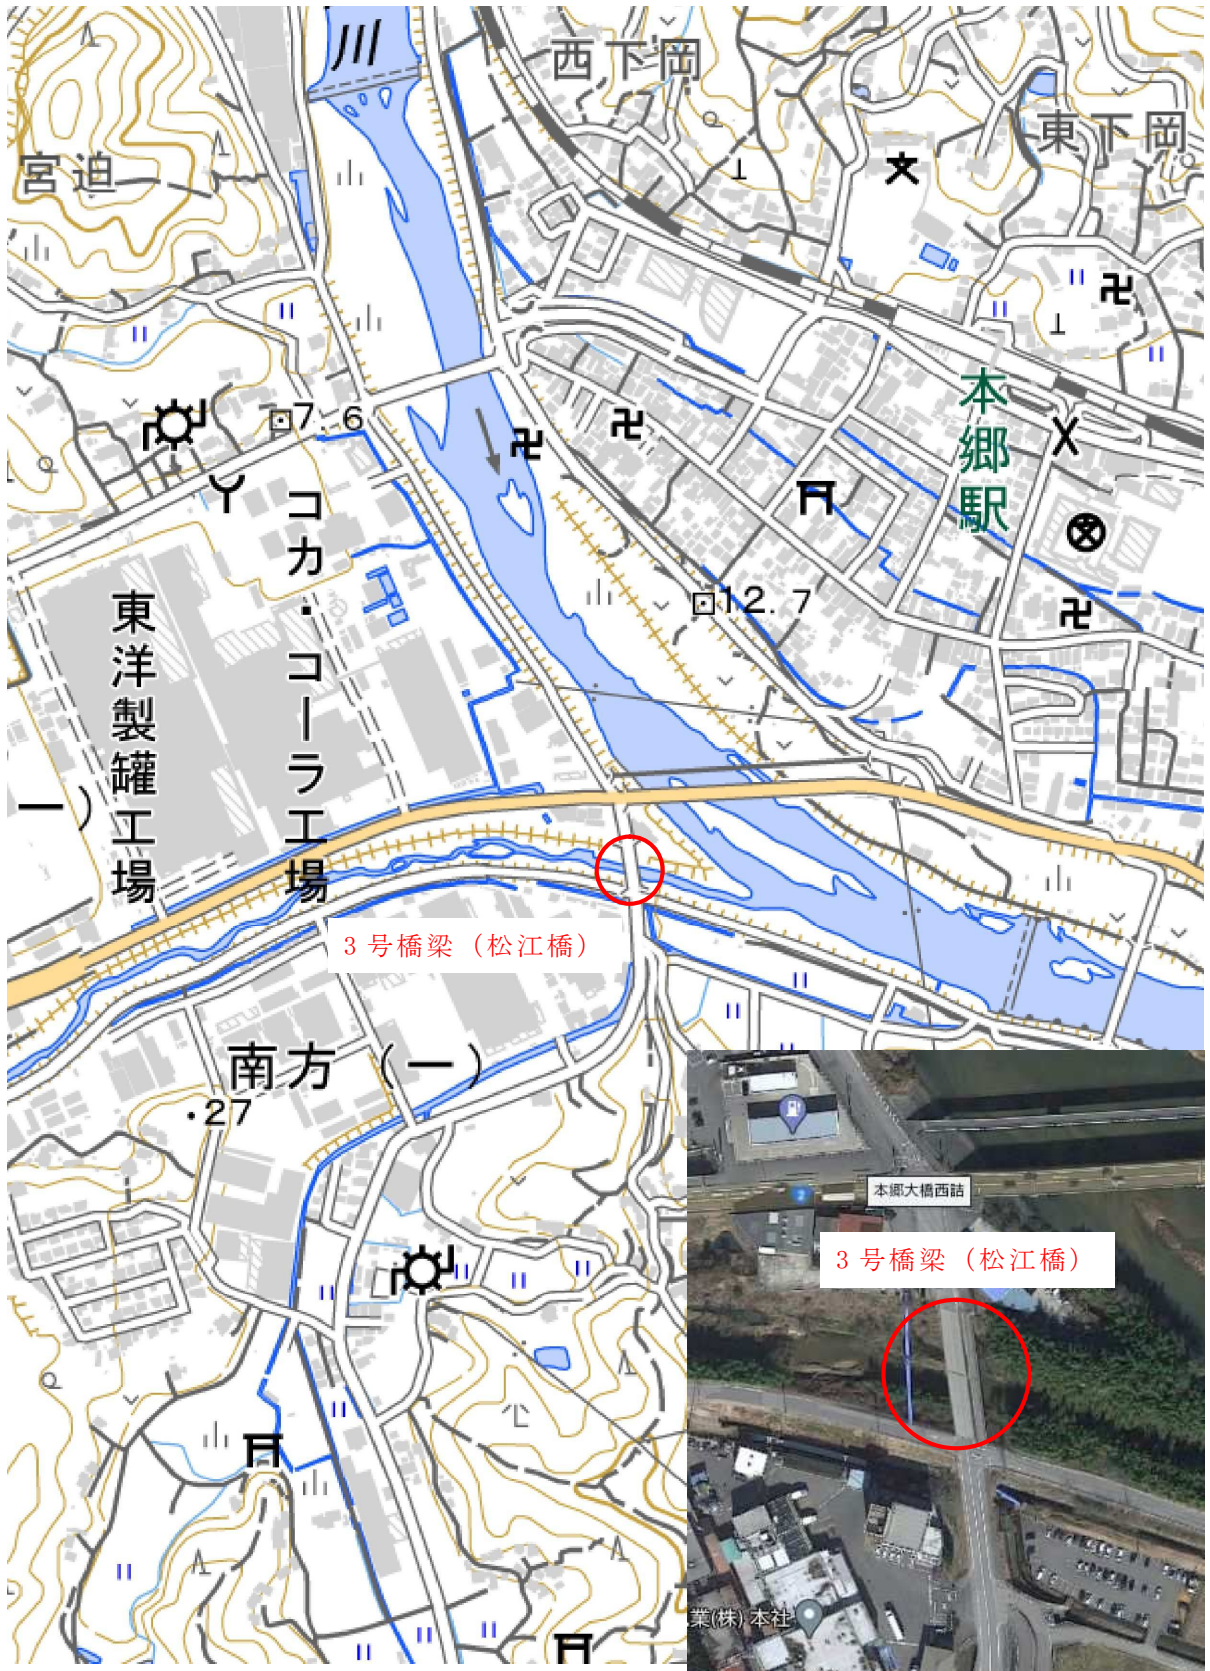 川
西下岡
東下岡
宮迫
本郷駅
7.6
コカ・コーラ工場
東洋製罐工場
12.7
一）
3号橋梁（松江橋）
南方（一）
・27
本郷大橋西詰
2
3号橋梁（松江橋）
業(株)本社